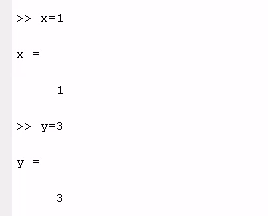 >> x=1
x =
1
>> y=3
y =
3